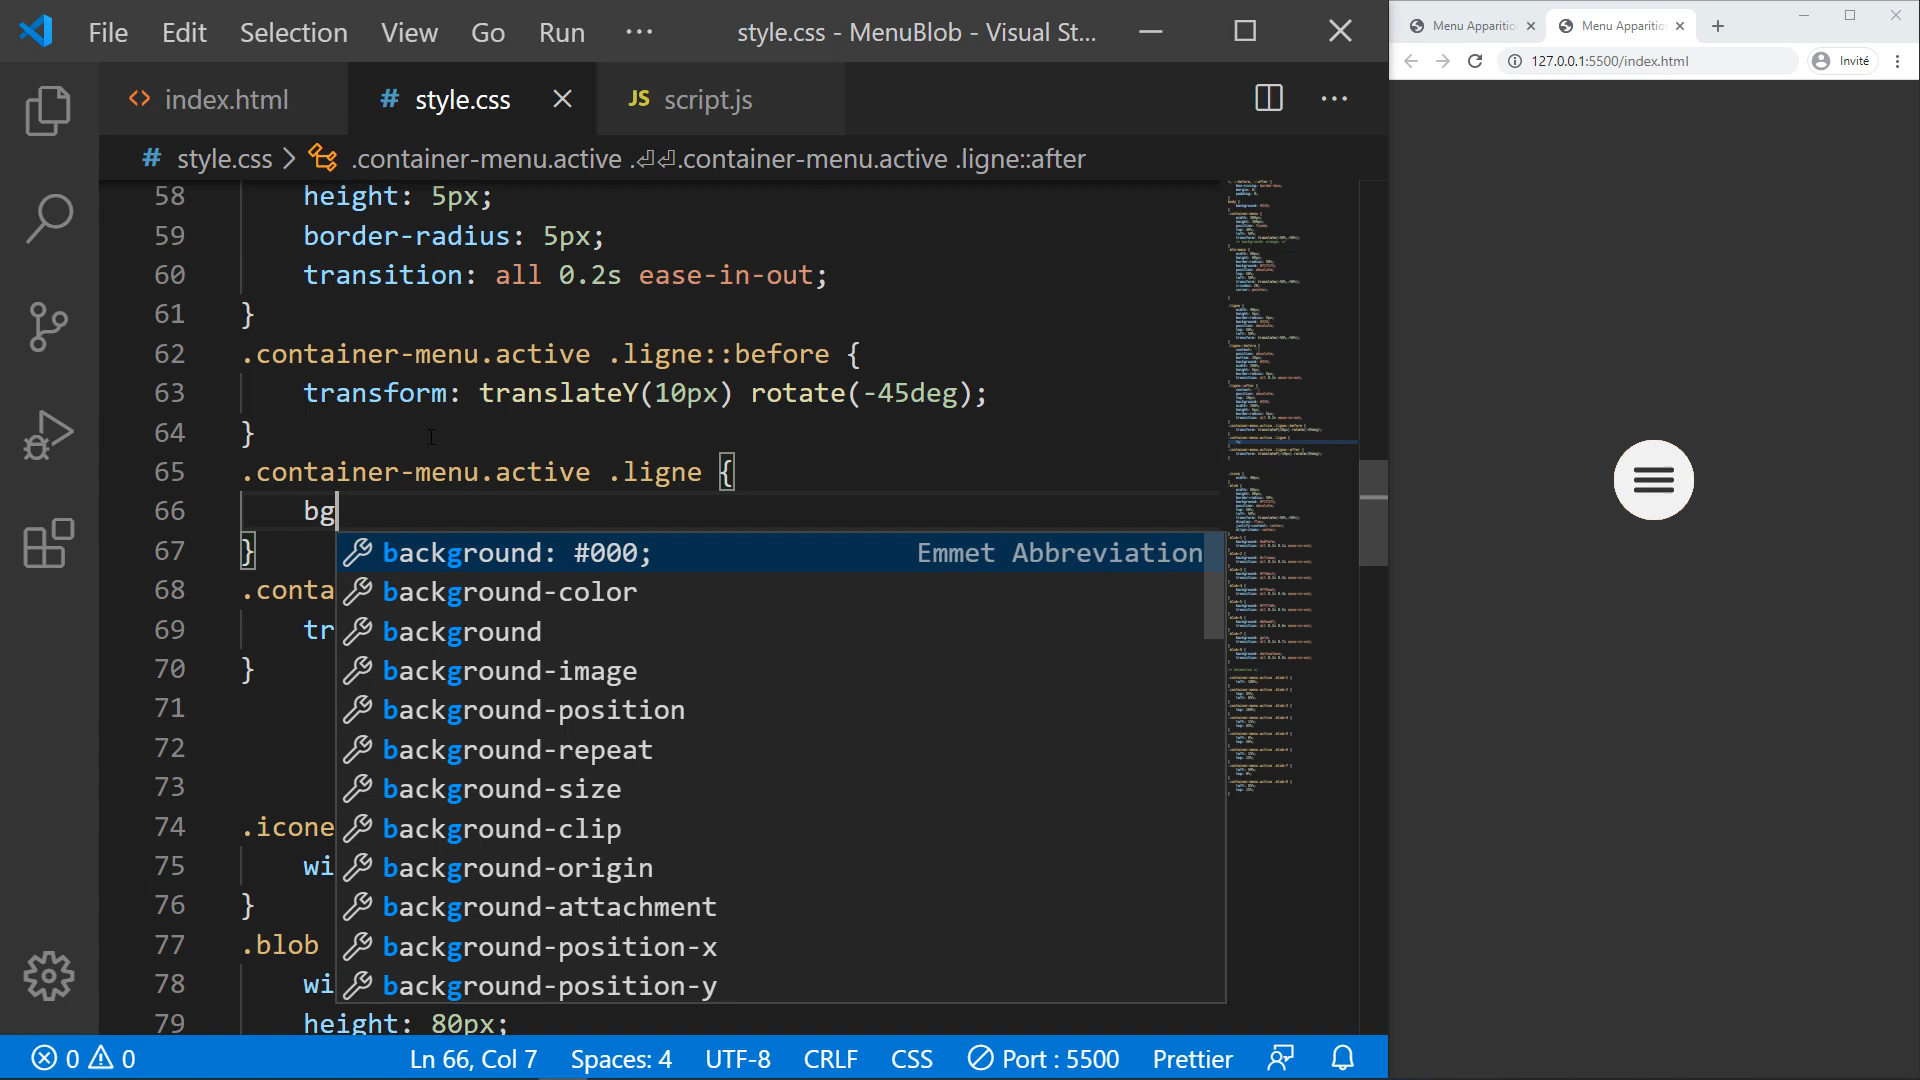 File Edit Selection View Go Run ··· style.css - MenuBlob - Visual St...
index.html # style.css JS script.js
# style.css > .container-menu.active .⏎⏎.container-menu.active .ligne::after
58 height: 5px;
59 border-radius: 5px;
60 transition: all 0.2s ease-in-out;
61 }
62 .container-menu.active .ligne::before {
63 transform: translateY(10px) rotate(-45deg);
64 }
65 .container-menu.active .ligne {
66 bg
67 } background: #000; Emmet Abbreviation
68 .conta background-color
69 tr background
70 } background-image
71 background-position
72 background-repeat
73 background-size
74 .icone background-clip
75 wi background-origin
76 } background-attachment
77 .blob background-position-x
78 wi background-position-y
79 height: 80px;
0 0 Ln 66, Col 7 Spaces: 4 UTF-8 CRLF CSS Port : 5500 Prettier
Menu Apparitio Menu Apparitio
127.0.0.1:5500/index.html Invité